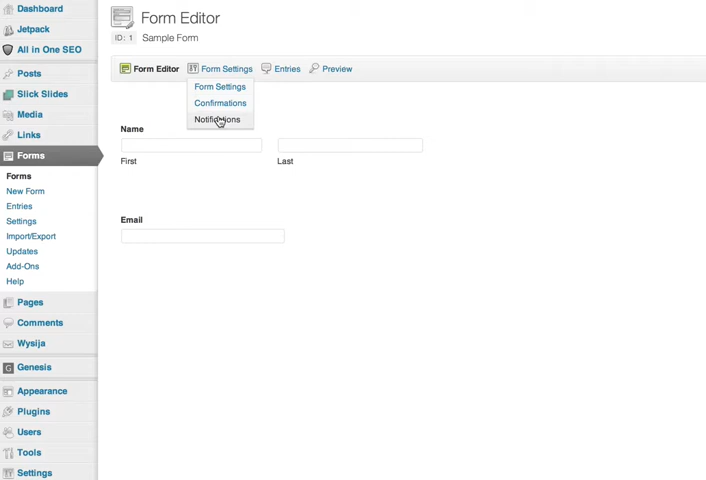 Dashboard
Jetpack
All in One SEO
Posts
Slick Slides
Media
Links
Forms
Forms
New Form
Entries
Settings
Import/Export
Updates
Add-Ons
Help
Pages
Comments
Wysija
Genesis
Appearance
Plugins
Users
Tools
Settings
Form Editor
ID: 1 Sample Form
Form Editor Form Settings Entries Preview
Form Settings
Confirmations
Notifications
Name
First Last
Email